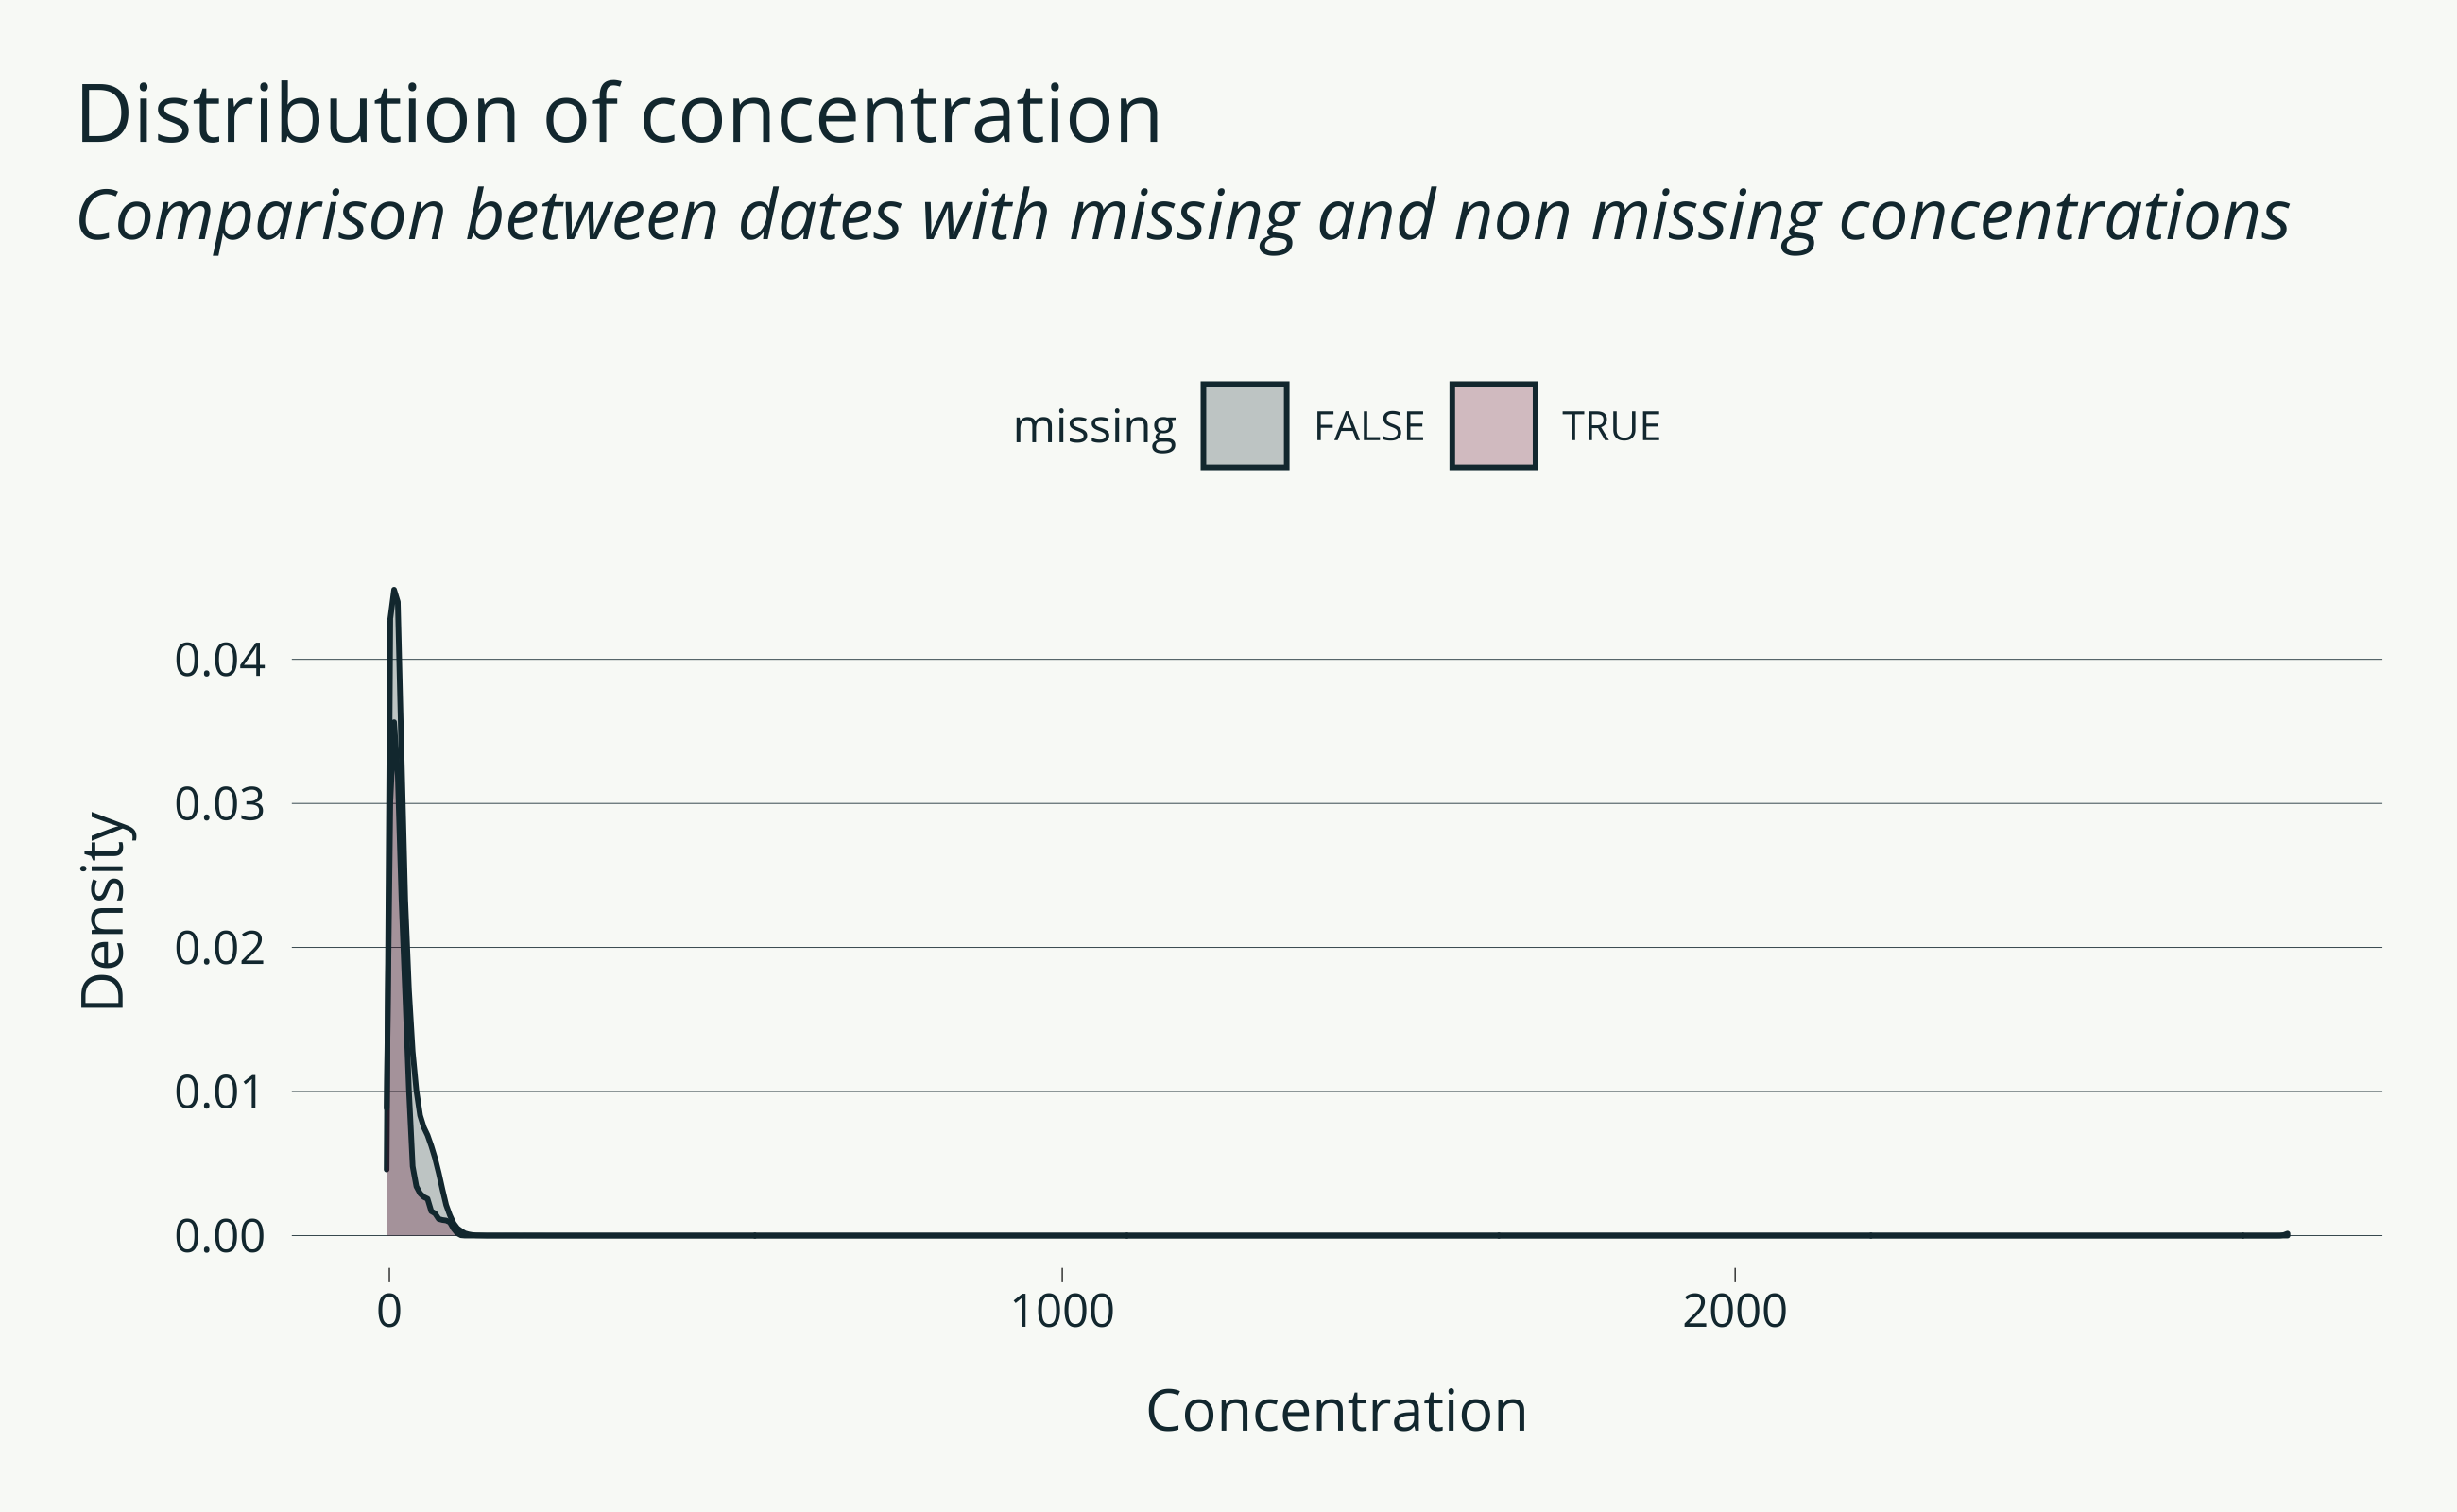 Distribution of concentration
Comparison between dates with missing and non missing concentrations
missing FALSE TRUE
0.04
0.03
0.02
0.01
0.00
Density
0 1000 2000
Concentration